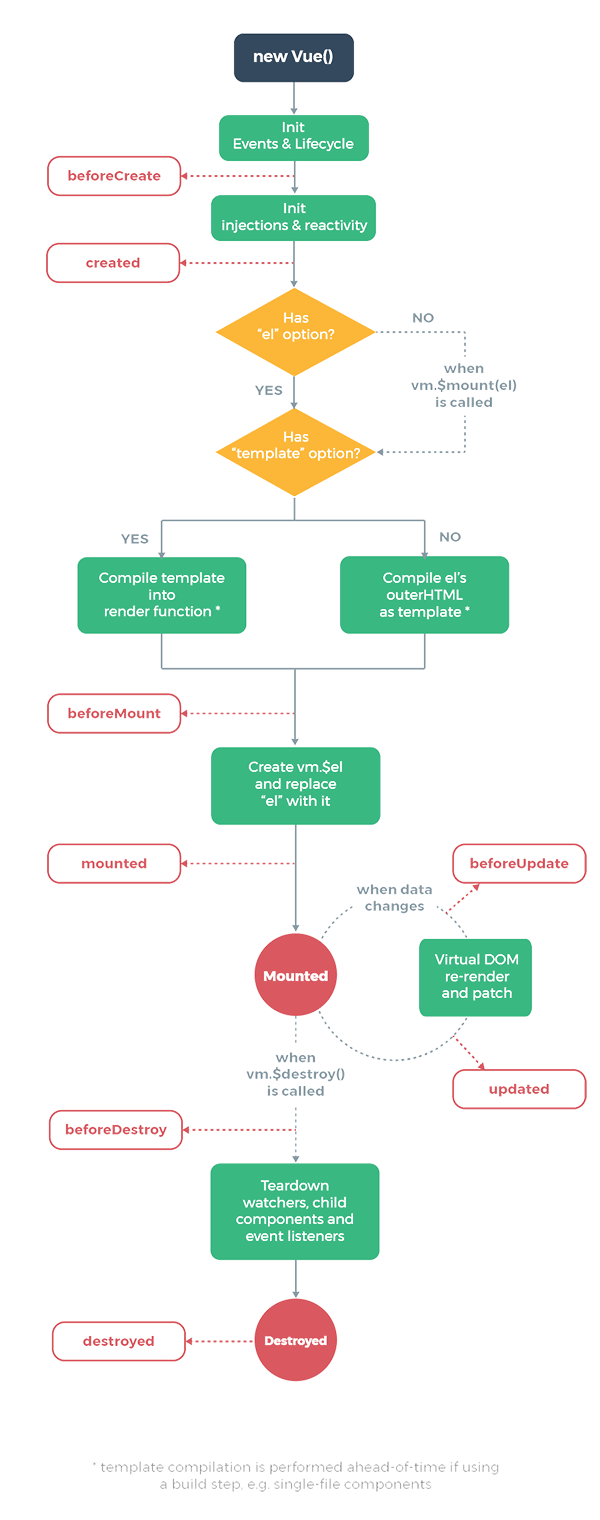 new Vue()
Init
Events & Lifecycle
beforeCreate
Init
injections & reactivity
created
Has
“el” option?
NO
when
vm.$mount(el)
is called
YES
Has
“template” option?
YES
NO
Compile template
into
render function *
Compile el’s
outerHTML
as template *
beforeMount
Create vm.$el
and replace
“el” with it
mounted
beforeUpdate
when data
changes
Mounted
Virtual DOM
re-render
and patch
when
vm.$destroy()
is called
updated
beforeDestroy
Teardown
watchers, child
components and
event listeners
destroyed
Destroyed
* template compilation is performed ahead-of-time if using
a build step, e.g. single-file components